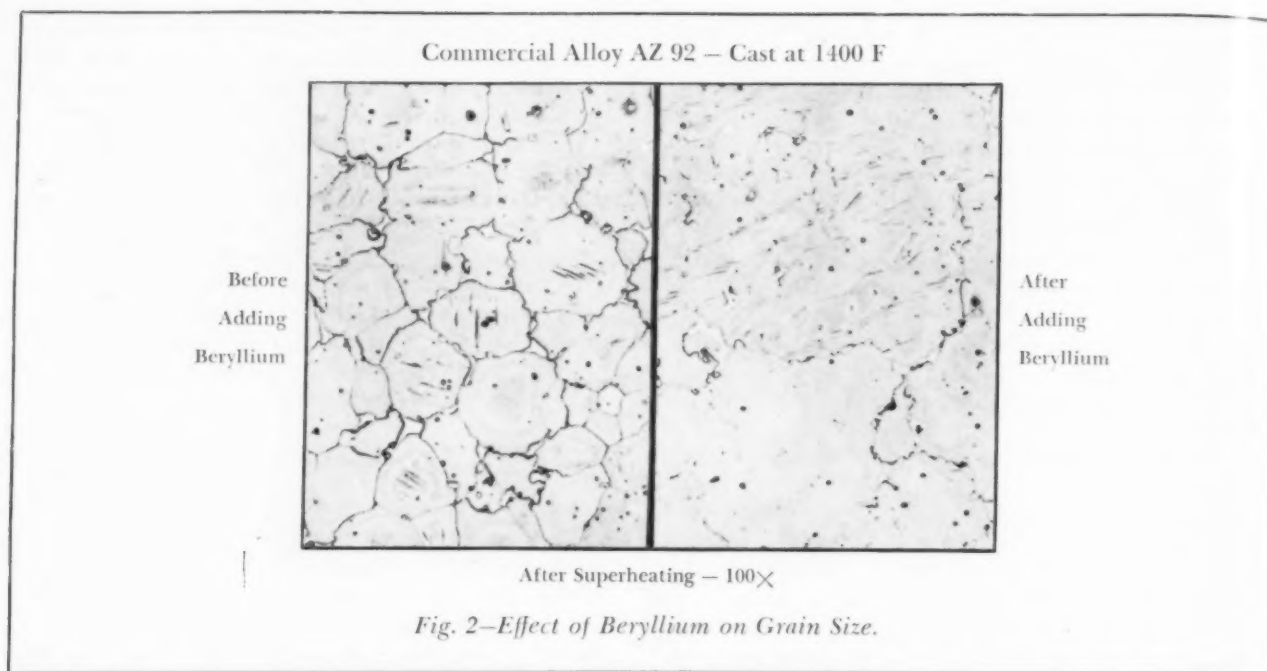 Commercial Alloy AZ 92 – Cast at 1400 F
Before
Adding
Beryllium
After
Adding
Beryllium
After Superheating – 100×
Fig. 2–Effect of Beryllium on Grain Size.